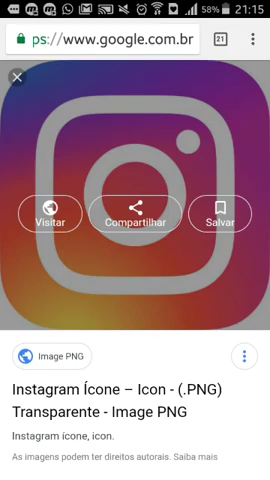 58% 21:15
ps://www.google.com.br
21
Visitar
Compartilhar
Salvar
Image PNG
Instagram Ícone – Icon - (.PNG)
Transparente - Image PNG
Instagram ícone, icon.
As imagens podem ter direitos autorais. Saiba mais